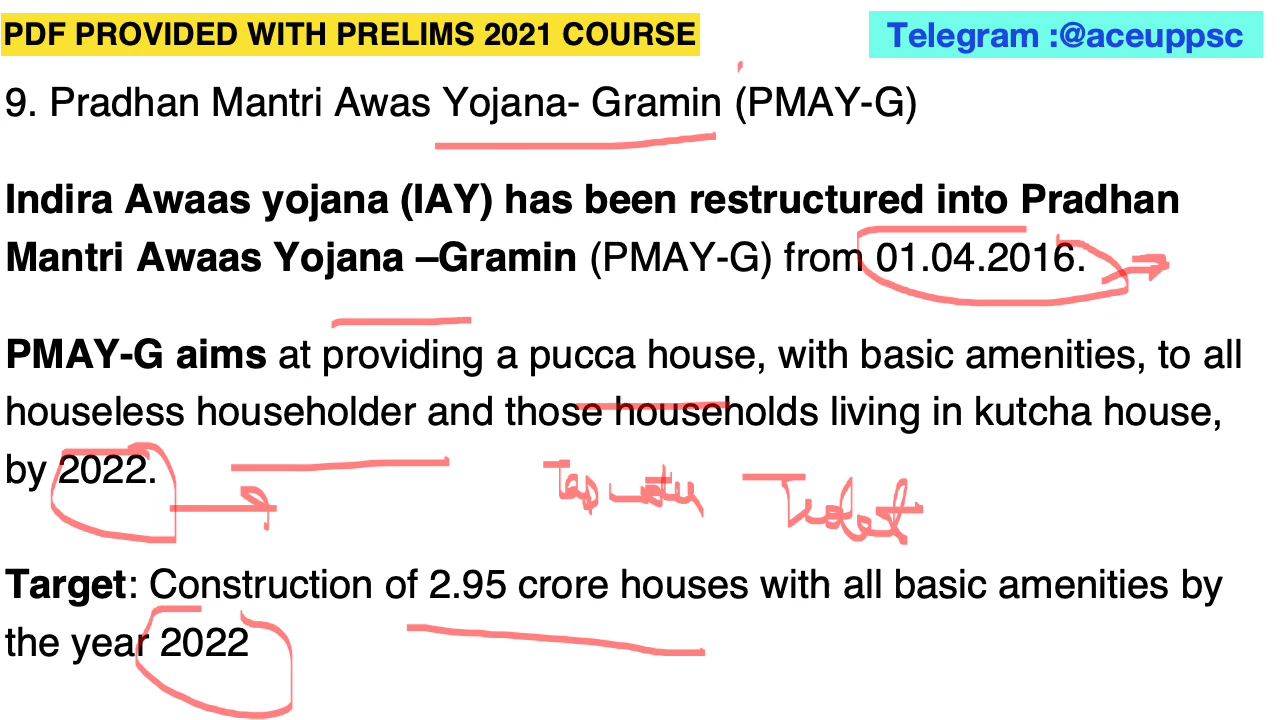 PDF PROVIDED WITH PRELIMS 2021 COURSE
Telegram :@aceuppsc
9. Pradhan Mantri Awas Yojana- Gramin (PMAY-G)
Indira Awaas yojana (IAY) has been restructured into Pradhan
Mantri Awaas Yojana –Gramin (PMAY-G) from 01.04.2016.
PMAY-G aims at providing a pucca house, with basic amenities, to all
houseless householder and those households living in kutcha house,
by 2022.
Tap
Target: Construction of 2.95 crore houses with all basic amenities by
the year 2022